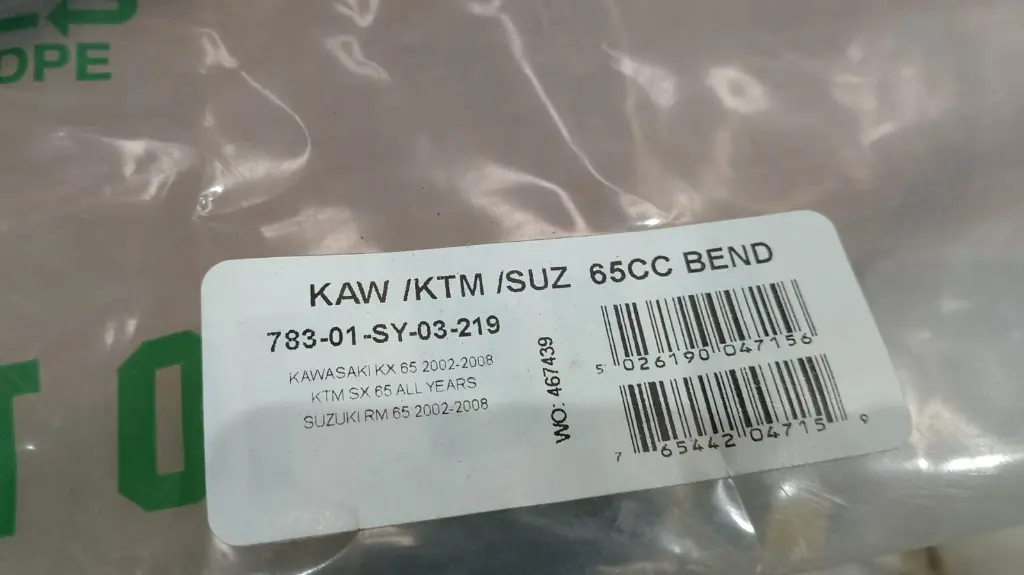 OPE
TO
KAW /KTM /SUZ 65CC BEND
783-01-SY-03-219
KAWASAKI KX 65 2002-2008
KTM SX 65 ALL YEARS
SUZUKI RM 65 2002-2008
WO: 467439
5 026190 047156
7 65442 04715 9